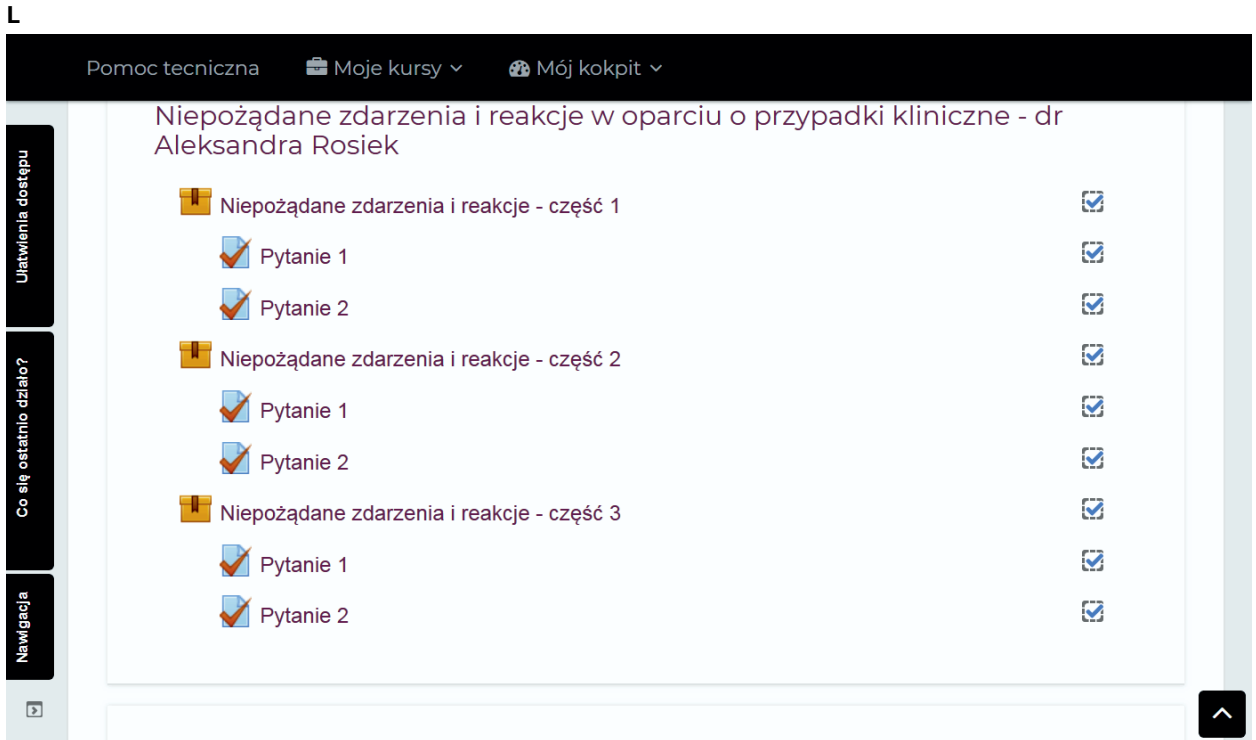 L
Pomoc techniczna Moje kursy Mój kokpit
Niepożądane zdarzenia i reakcje w oparciu o przypadki kliniczne - dr
Aleksandra Rosiek
Niepożądane zdarzenia i reakcje - część 1
Pytanie 1
Pytanie 2
Niepożądane zdarzenia i reakcje - część 2
Pytanie 1
Pytanie 2
Niepożądane zdarzenia i reakcje - część 3
Pytanie 1
Pytanie 2
Ułatwienia dostępu
Co się ostatnio działo?
Nawigacja